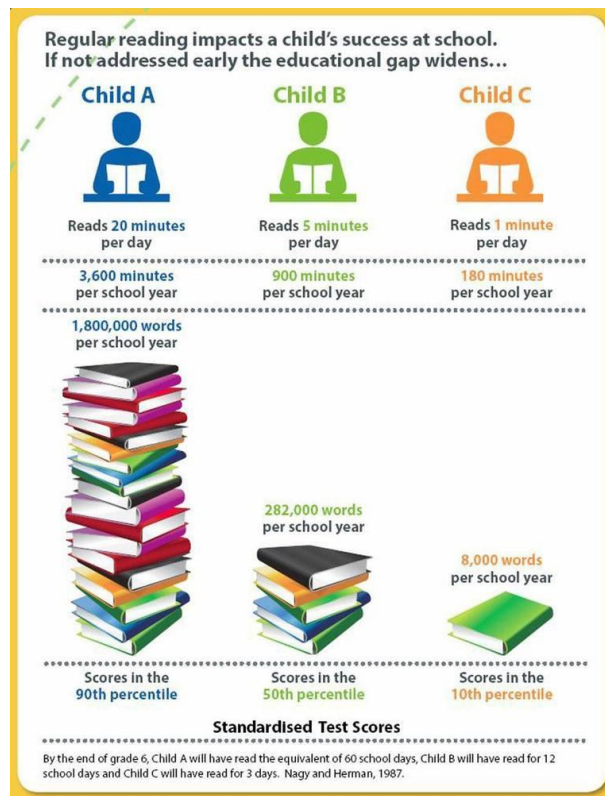 Regular reading impacts a child's success at school.
If not addressed early the educational gap widens...
Child A
Child B
Child C
Reads 20 minutes
per day
Reads 5 minutes
per day
Reads 1 minute
per day
3,600 minutes
per school year
900 minutes
per school year
180 minutes
per school year
1,800,000 words
per school year
282,000 words
per school year
8,000 words
per school year
Scores in the
90th percentile
Scores in the
50th percentile
Scores in the
10th percentile
Standardised Test Scores
By the end of grade 6, Child A will have read the equivalent of 60 school days, Child B will have read for 12
school days and Child C will have read for 3 days. Nagy and Herman, 1987.